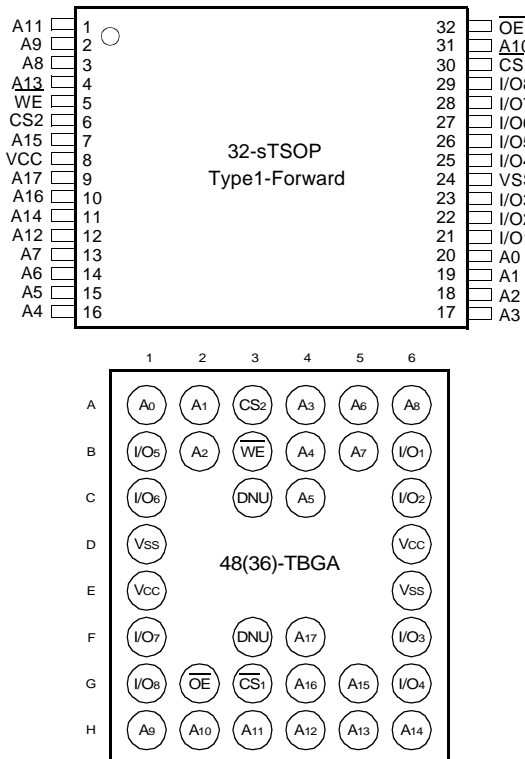 A11 1 32 OE
A9 2 31 A10
A8 3 30 CS
A13 4 29 I/O8
WE 5 28 I/O7
CS2 6 27 I/O6
A15 7 26 I/O5
VCC 8 25 I/O4
A17 9 24 VSS
A16 10 23 I/O3
A14 11 22 I/O2
A12 12 21 I/O1
A7 13 20 A0
A6 14 19 A1
A5 15 18 A2
A4 16 17 A3
32-sTSOP
Type1-Forward
1 2 3 4 5 6
A A0 A1 CS2 A3 A6 A8
B I/O5 A2 WE A4 A7 I/O1
C I/O6 DNU A5 I/O2
D VSS VCC
48(36)-TBGA
E VCC VSS
F I/O7 DNU A17 I/O3
G I/O8 OE CS1 A16 A15 I/O4
H A9 A10 A11 A12 A13 A14